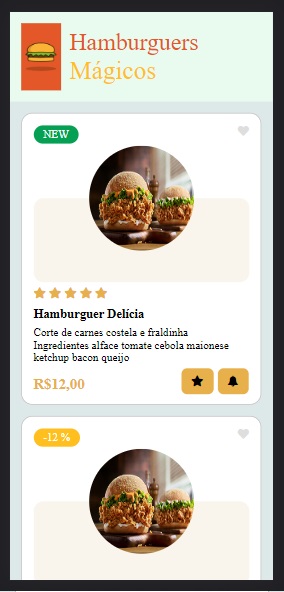 Hamburguers
Mágicos
NEW
Hamburguer Delícia
Corte de carnes costela e fraldinha
Ingredientes alface tomate cebola maionese
ketchup bacon queijo
R$12,00
-12 %